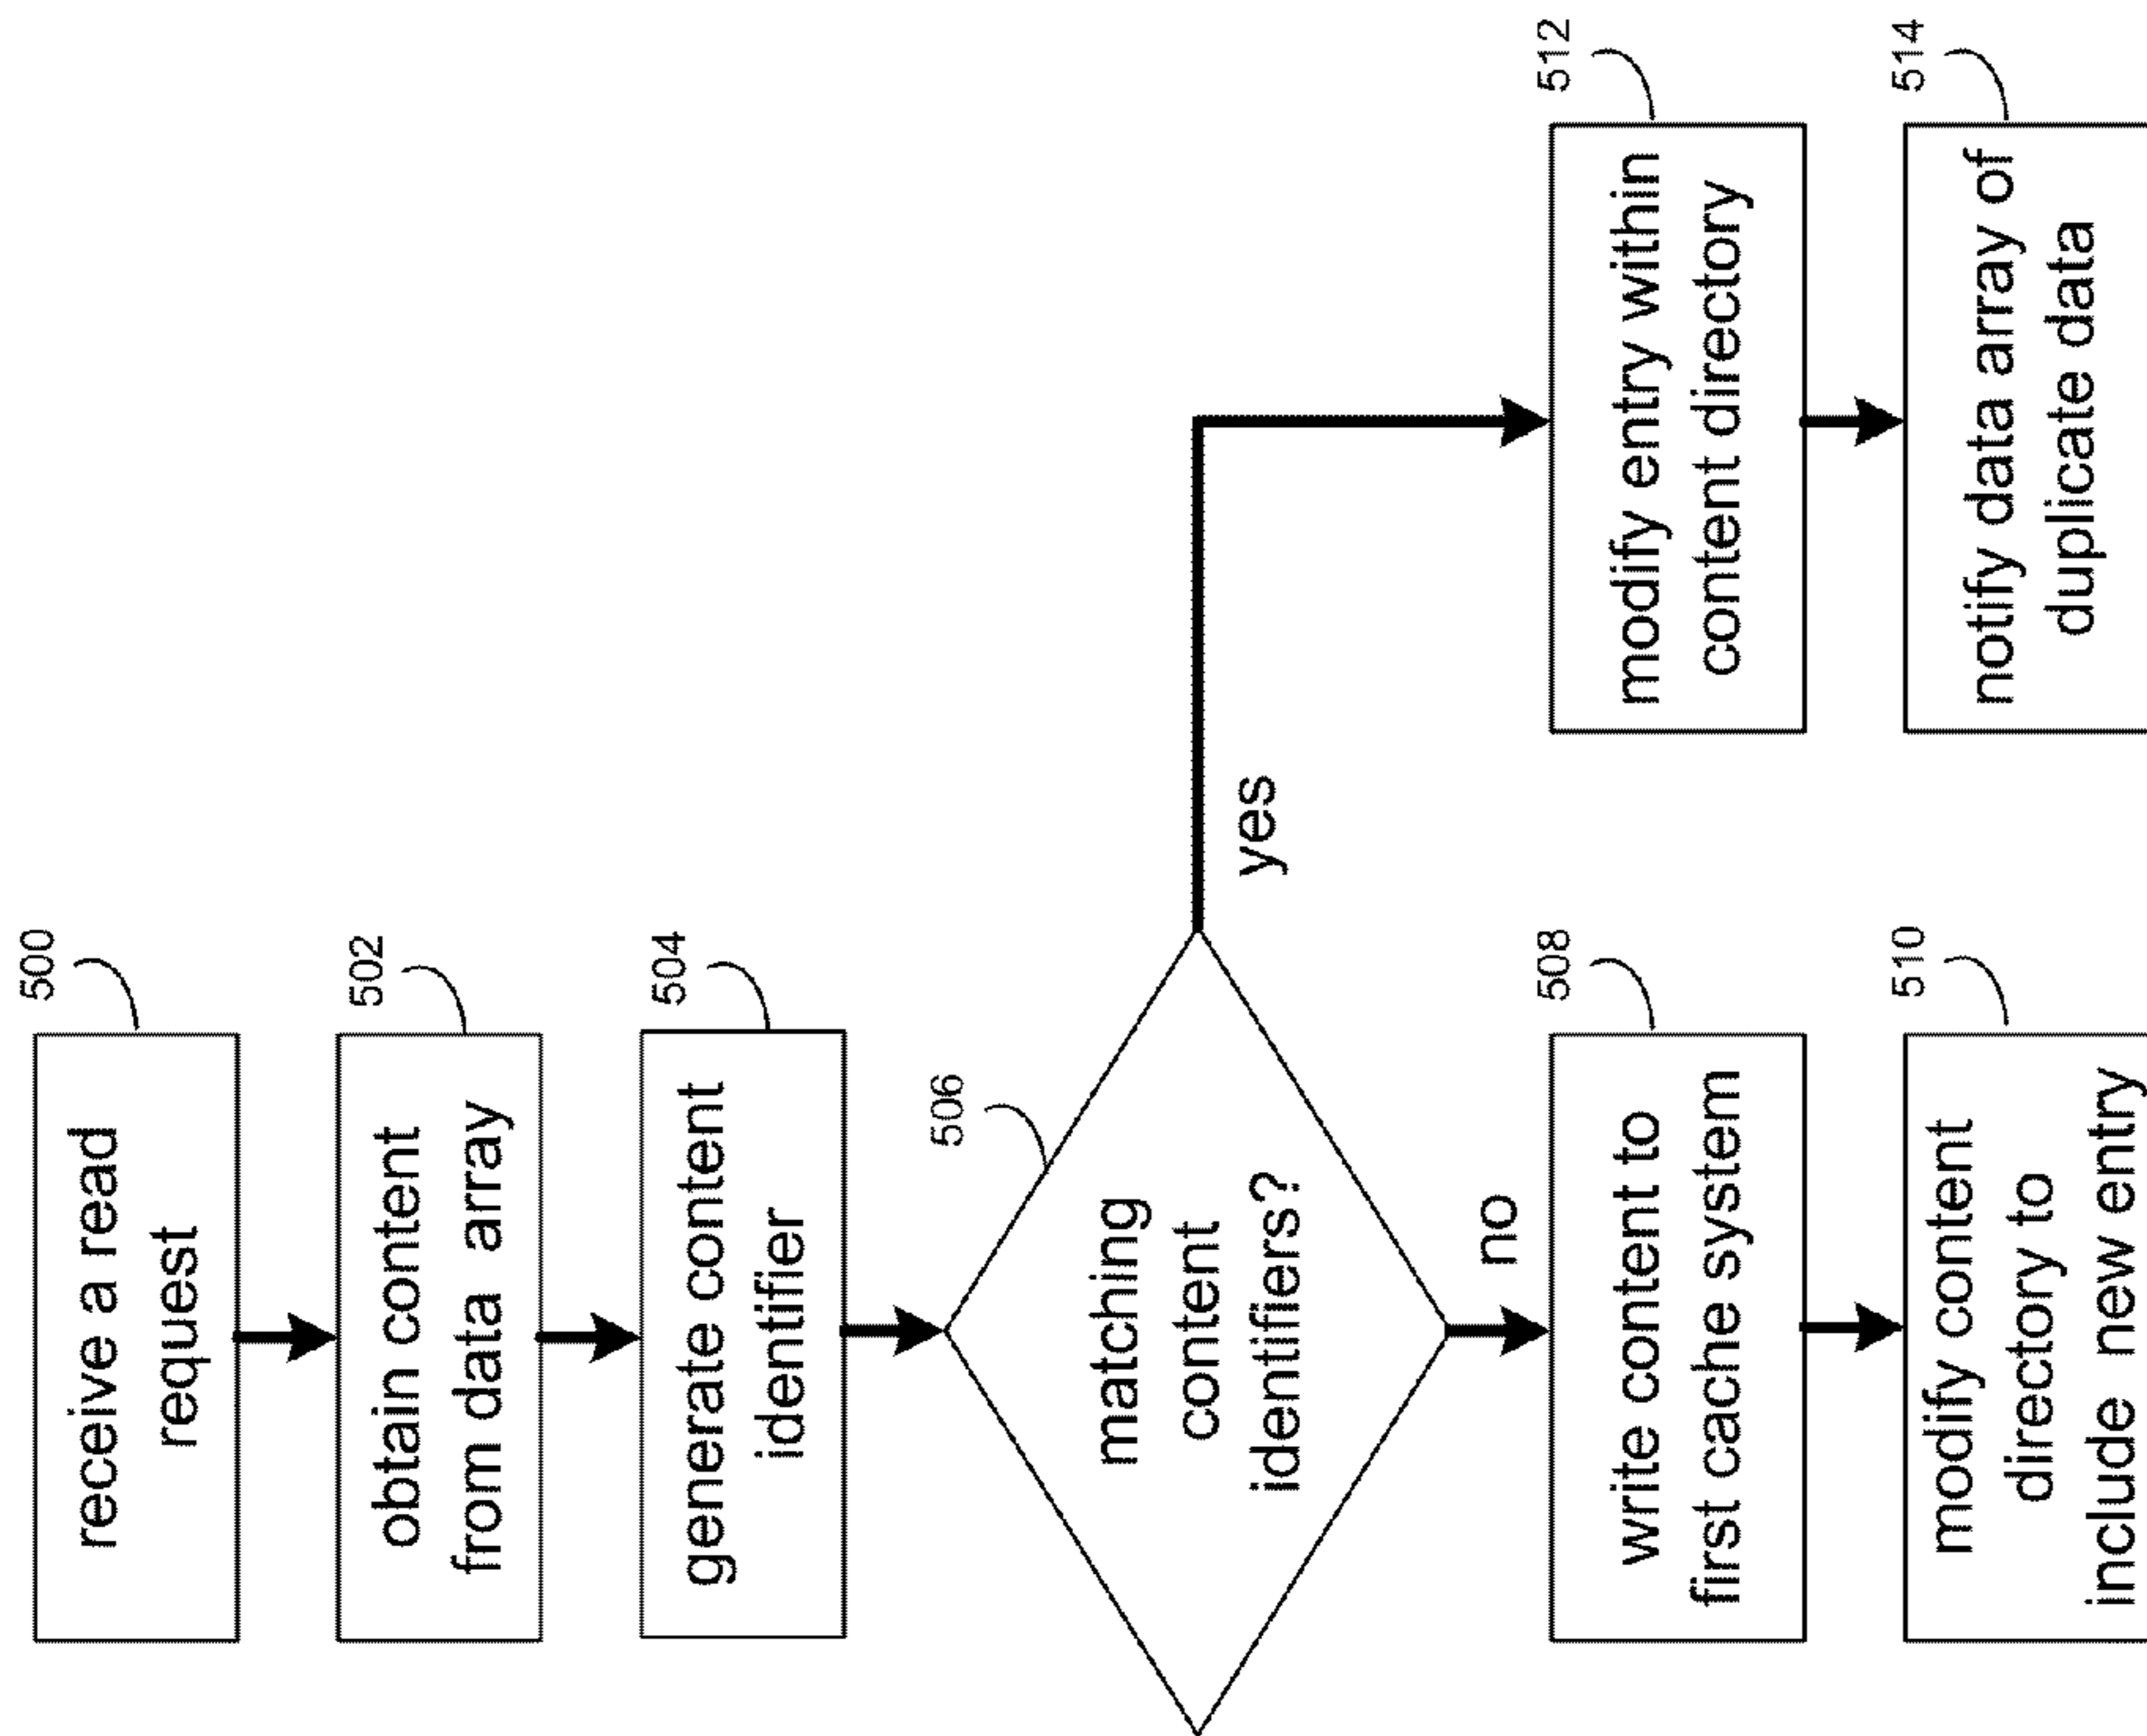 500
receive a read
request
502
obtain content
from data array
504
generate content
identifier
506
matching
content
identifiers?
yes
no
508
write content to
first cache system
510
modify content
directory to
include new entry
512
modify entry within
content directory
514
notify data array of
duplicate data